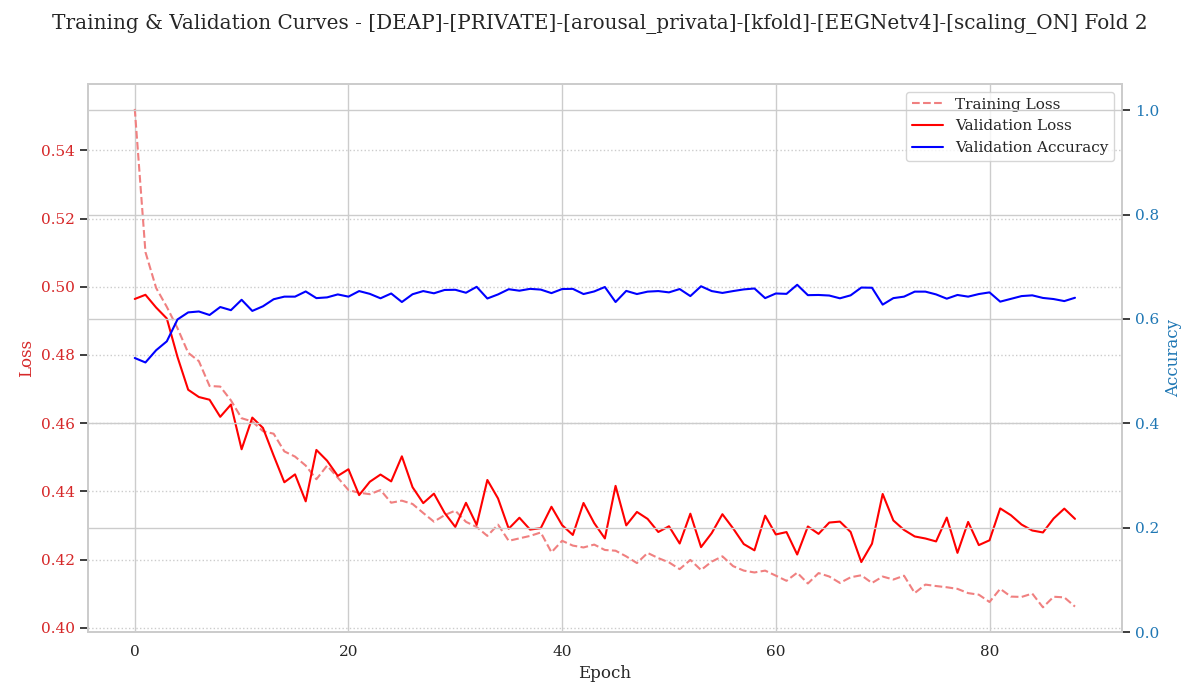 Training & Validation Curves - [DEAP]-[PRIVATE]-[arousal_privata]-[kfold]-[EEGNetv4]-[scaling_ON] Fold 2
Training Loss
Validation Loss
Validation Accuracy
0.54
0.52
0.50
0.48
0.46
0.44
0.42
0.40
Loss
1.0
0.8
0.6
0.4
0.2
0.0
Accuracy
0 20 40 60 80
Epoch